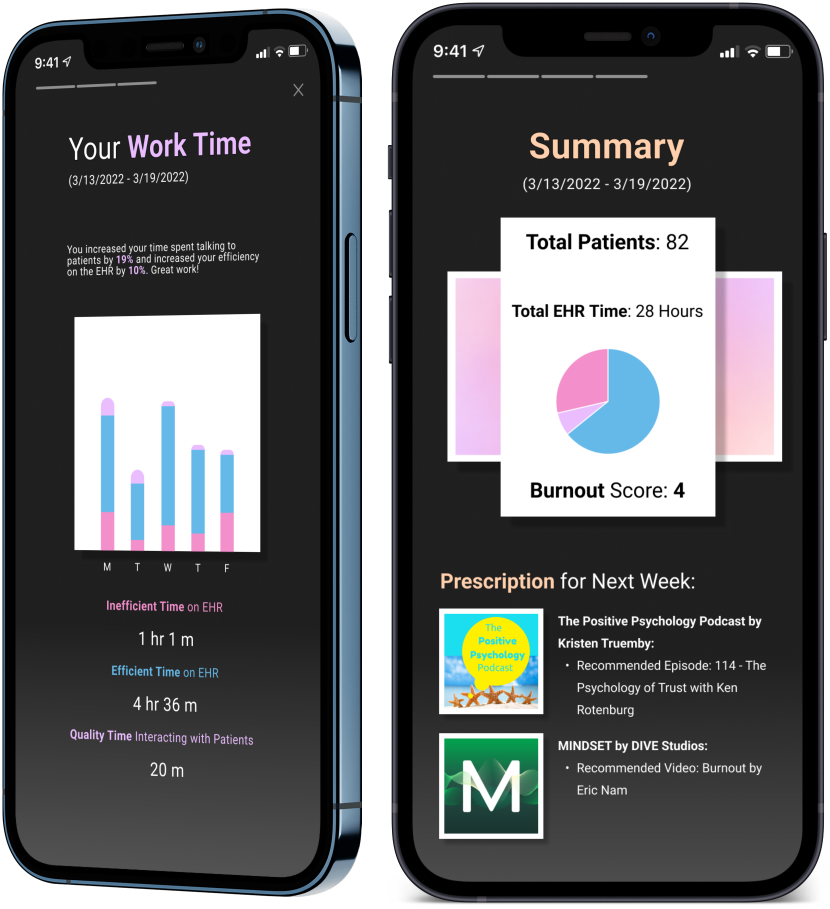 9:41
Your Work Time
(3/13/2022 - 3/19/2022)
You increased your time spent talking to
patients by 19% and increased your efficiency
on the EHR by 10%. Great work!
M T W T F
Inefficient Time on EHR
1 hr 1 m
Efficient Time on EHR
4 hr 36 m
Quality Time Interacting with Patients
20 m
9:41
Summary
(3/13/2022 - 3/19/2022)
Total Patients: 82
Total EHR Time: 28 Hours
Burnout Score: 4
Prescription for Next Week:
The
Positive
Psychology
Podcast
The Positive Psychology Podcast by
Kristen Truemby:
• Recommended Episode: 114 - The
Psychology of Trust with Ken
Rotenburg
M
MINDSET by DIVE Studios:
• Recommended Video: Burnout by
Eric Nam